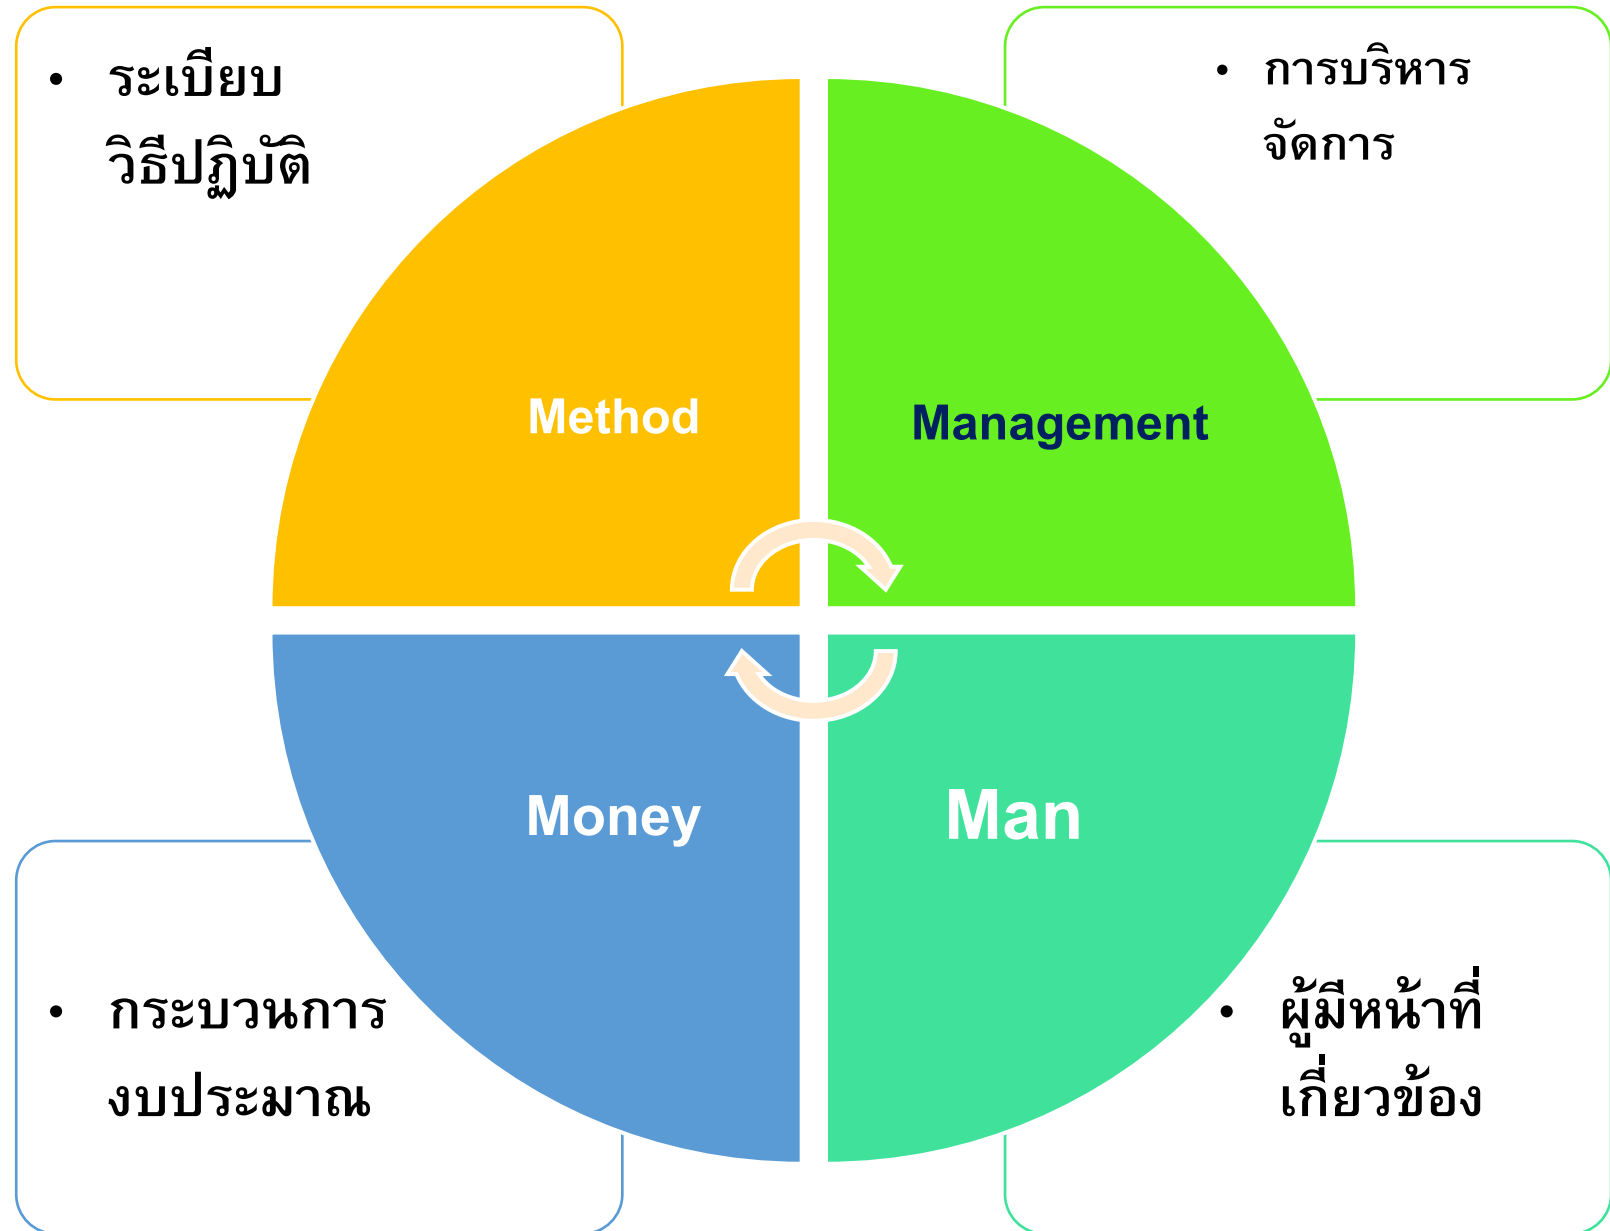 • ระเบียบ
วิธีปฏิบัติ
• การบริหาร
จัดการ
Method
Management
Money
Man
• กระบวนการ
งบประมาณ
• ผู้มีหน้าที่
เกี่ยวข้อง